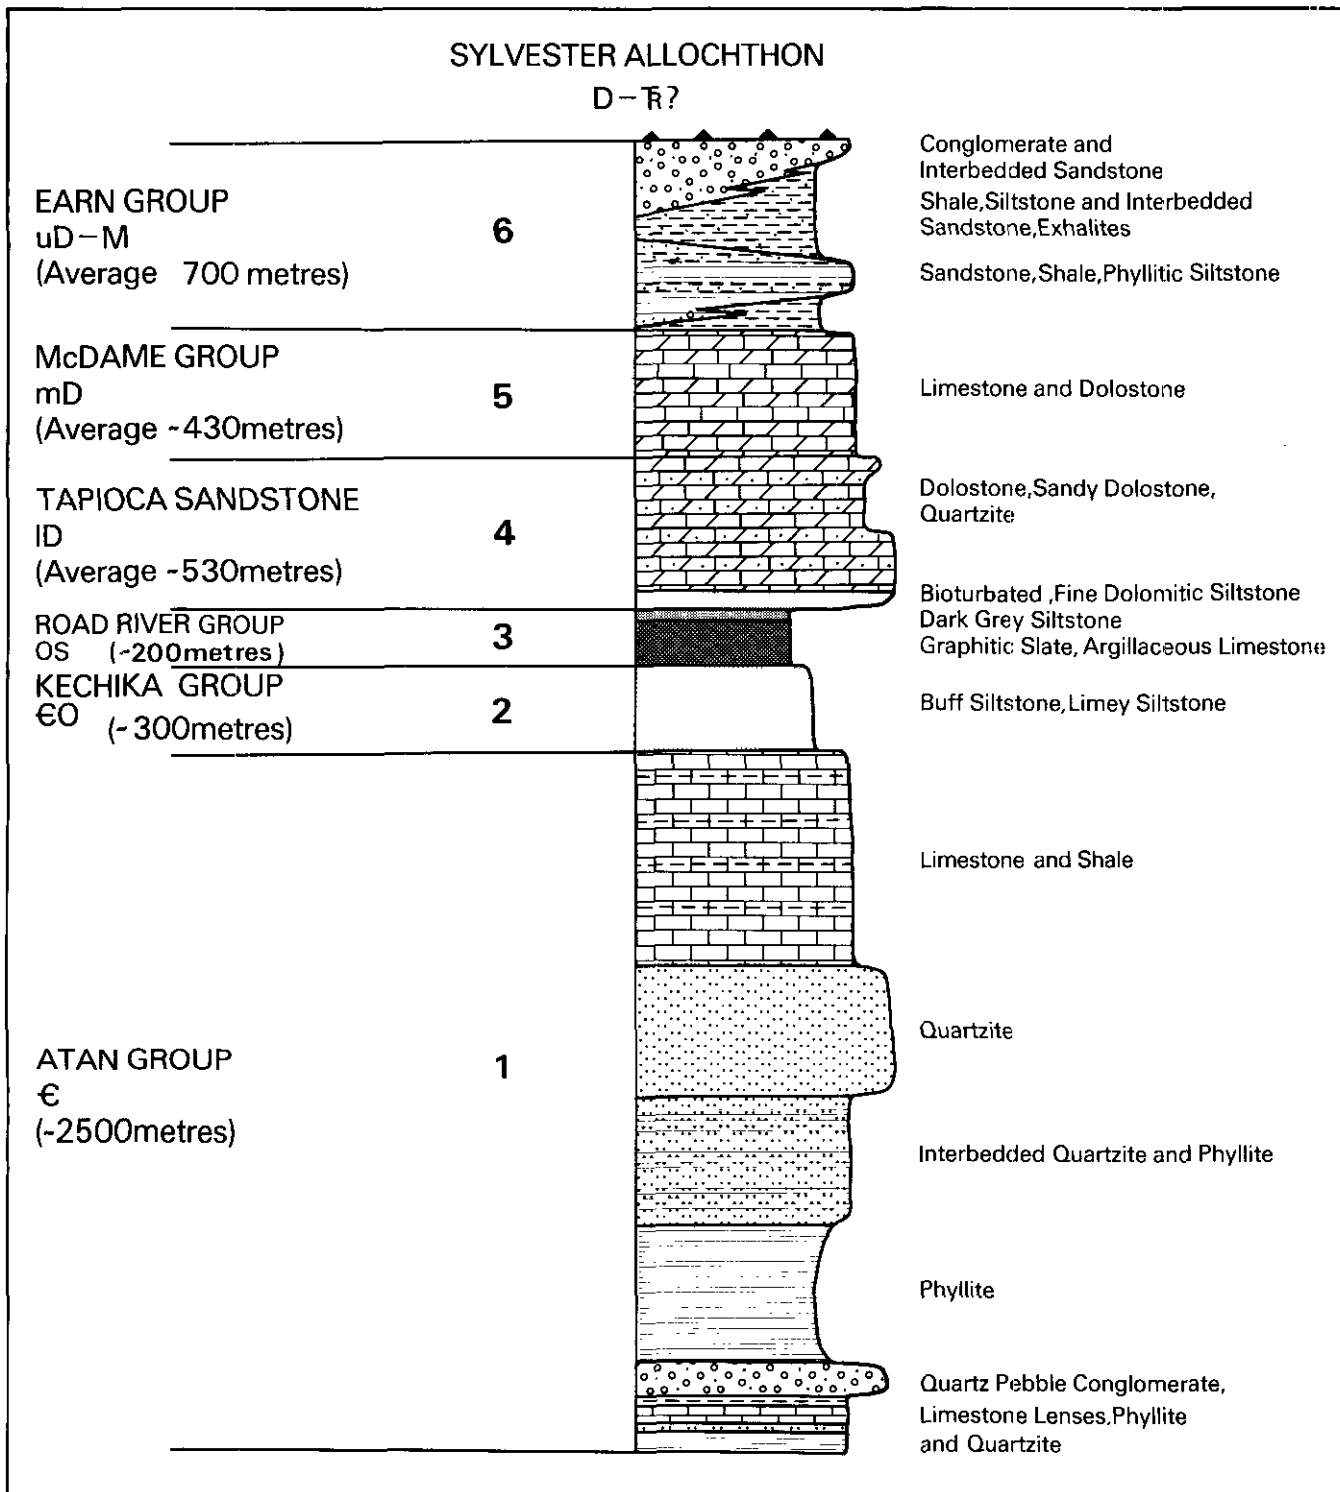 SYLVESTER ALLOCHTHON
D-TR?
EARN GROUP
uD-M
(Average 700 metres)
6
Conglomerate and
Interbedded Sandstone
Shale,Siltstone and Interbedded
Sandstone,Exhalites
Sandstone,Shale,Phyllitic Siltstone
McDAME GROUP
mD
(Average ~430metres)
5
Limestone and Dolostone
TAPIOCA SANDSTONE
lD
(Average ~530metres)
4
Dolostone,Sandy Dolostone,
Quartzite
Bioturbated ,Fine Dolomitic Siltstone
ROAD RIVER GROUP
OS (~200metres)
3
Dark Grey Siltstone
Graphitic Slate, Argillaceous Limestone
KECHIKA GROUP
ЄO (~300metres)
2
Buff Siltstone,Limey Siltstone
ATAN GROUP
Є
(~2500metres)
1
Limestone and Shale
Quartzite
Interbedded Quartzite and Phyllite
Phyllite
Quartz Pebble Conglomerate,
Limestone Lenses,Phyllite
and Quartzite